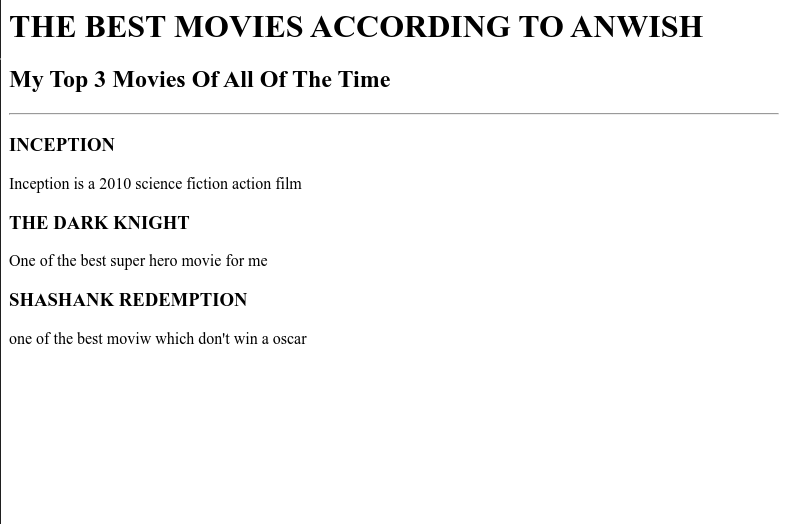 THE BEST MOVIES ACCORDING TO ANWISH
My Top 3 Movies Of All Of The Time
INCEPTION
Inception is a 2010 science fiction action film
THE DARK KNIGHT
One of the best super hero movie for me
SHASHANK REDEMPTION
one of the best moviw which don't win a oscar